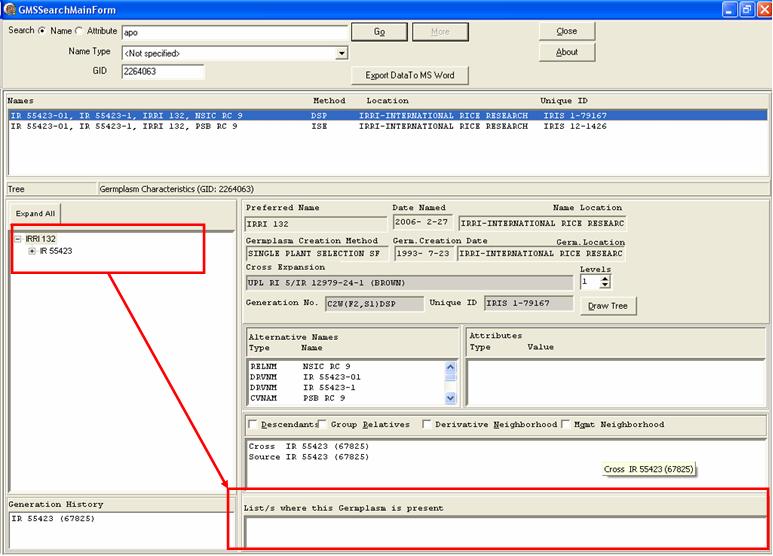 GMSSearchMainForm
Search Name Attribute apo Go More Close
Name Type <Not specified> About
GID 2264063 Export DataTo MS Word
Names Method Location Unique ID
IR 55423-01, IR 55423-1, IRRI 132, NSIC RC 9 DSP IRRI-INTERNATIONAL RICE RESEARCH IRIS 1-79167
IR 55423-01, IR 55423-1, IRRI 132, PSB RC 9 ISE IRRI-INTERNATIONAL RICE RESEARCH IRIS 12-1426
Tree Germplasm Characteristics (GID: 2264063)
Expand All
IRRI 132
IR 55423
Preferred Name Date Named Name Location
IRRI 132 2006- 2-27 IRRI-INTERNATIONAL RICE RESEARC
Germplasm Creation Method Germ.Creation Date Germ.Location
SINGLE PLANT SELECTION SF 1993- 7-23 IRRI-INTERNATIONAL RICE RESEARC
Cross Expansion Levels
UPL RI 5/IR 12979-24-1 (BROWN) 1
Generation No. C2W(F2,S1)DSP Unique ID IRIS 1-79167 Draw Tree
Alternative Names
Type Name
RELNM NSIC RC 9
DRVNM IR 55423-01
DRVNM IR 55423-1
CVNAM PSB RC 9
Attributes
Type Value
Descendants Group Relatives Derivative Neighborhood Mgmt Neighborhood
Cross IR 55423 (67825)
Source IR 55423 (67825)
Cross IR 55423 (67825)
Generation History
IR 55423 (67825)
List/s where this Germplasm is present